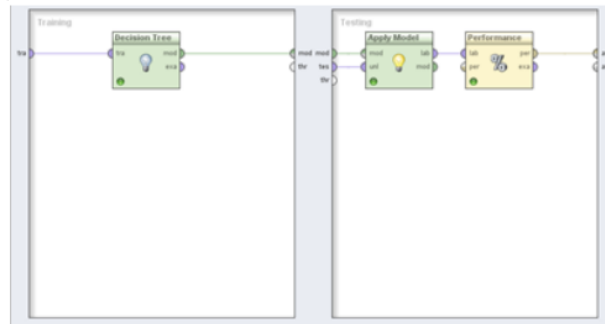 Training
Testing
Decision Tree
Apply Model
Performance
tra
tra
mod
exa
mod
mod
thr
tes
thr
mod
unl
lab
mod
lab
per
%
per
exa
a
a